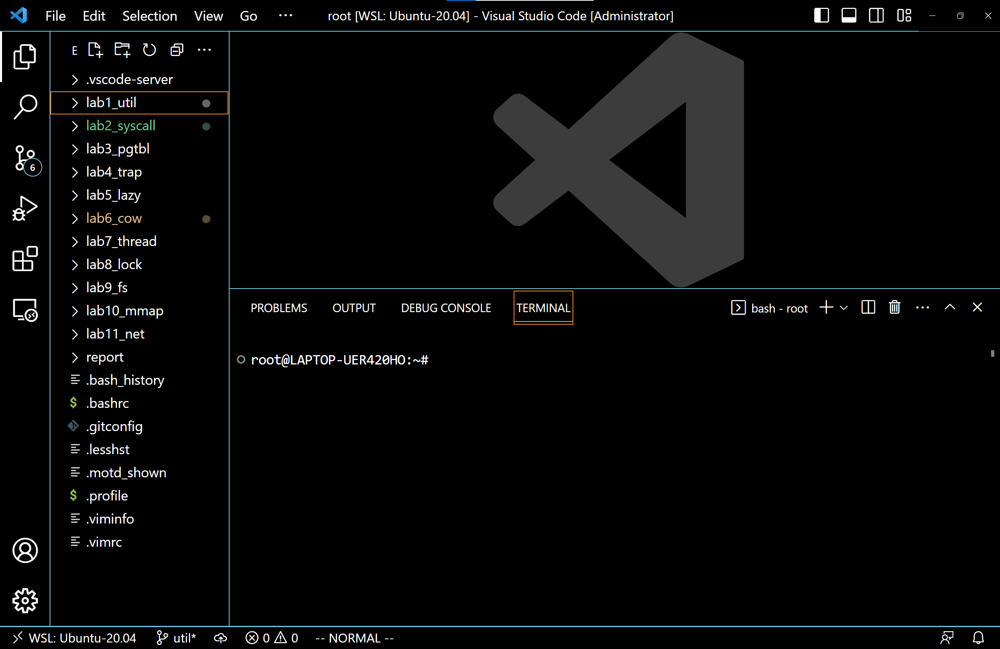 File Edit Selection View Go ··· root [WSL: Ubuntu-20.04] - Visual Studio Code [Administrator]
E
.vscode-server
lab1_util
lab2_syscall
lab3_pgtbl
lab4_trap
lab5_lazy
lab6_cow
lab7_thread
lab8_lock
lab9_fs
lab10_mmap
lab11_net
report
.bash_history
$ .bashrc
.gitconfig
.lesshst
.motd_shown
$ .profile
.viminfo
.vimrc
6
PROBLEMS OUTPUT DEBUG CONSOLE TERMINAL bash - root
root@LAPTOP-UER420HO:~#
WSL: Ubuntu-20.04 util* 0 0 -- NORMAL --